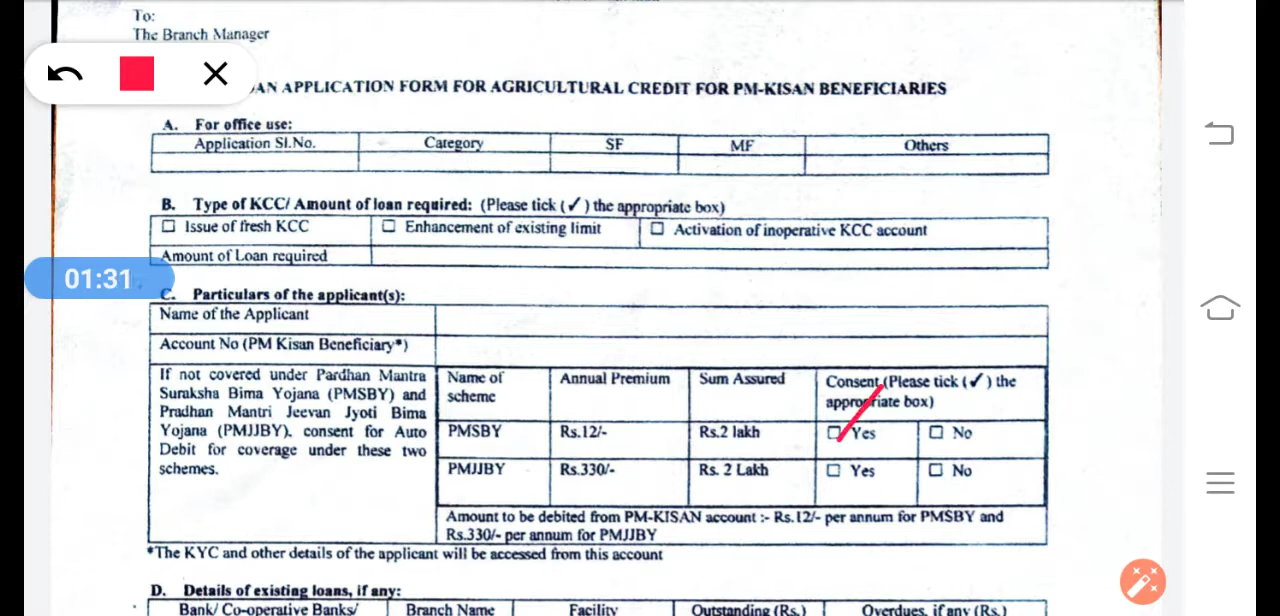 To:
The Branch Manager
AN APPLICATION FORM FOR AGRICULTURAL CREDIT FOR PM-KISAN BENEFICIARIES
A. For office use:
Application Sl.No. Category SF MF Others
B. Type of KCC/ Amount of loan required: (Please tick (✓) the appropriate box)
☐ Issue of fresh KCC ☐ Enhancement of existing limit ☐ Activation of inoperative KCC account
Amount of Loan required
01:31
C. Particulars of the applicant(s):
Name of the Applicant
Account No (PM Kisan Beneficiary*)
If not covered under Pardhan Mantra
Suraksha Bima Yojana (PMSBY) and
Pradhan Mantri Jeevan Jyoti Bima
Yojana (PMJJBY), consent for Auto
Debit for coverage under these two
schemes.
Name of
scheme
Annual Premium
Sum Assured
Consent (Please tick (✓) the
appropriate box)
PMSBY Rs.12/- Rs.2 lakh ☐ Yes ☐ No
PMJJBY Rs.330/- Rs. 2 Lakh ☐ Yes ☐ No
Amount to be debited from PM-KISAN account :- Rs.12/- per annum for PMSBY and
Rs.330/- per annum for PMJJBY
*The KYC and other details of the applicant will be accessed from this account
D. Details of existing loans, if any:
Bank/ Co-operative Banks/ Branch Name Facility Outstanding (Rs.) Overdues, if any (Rs.)